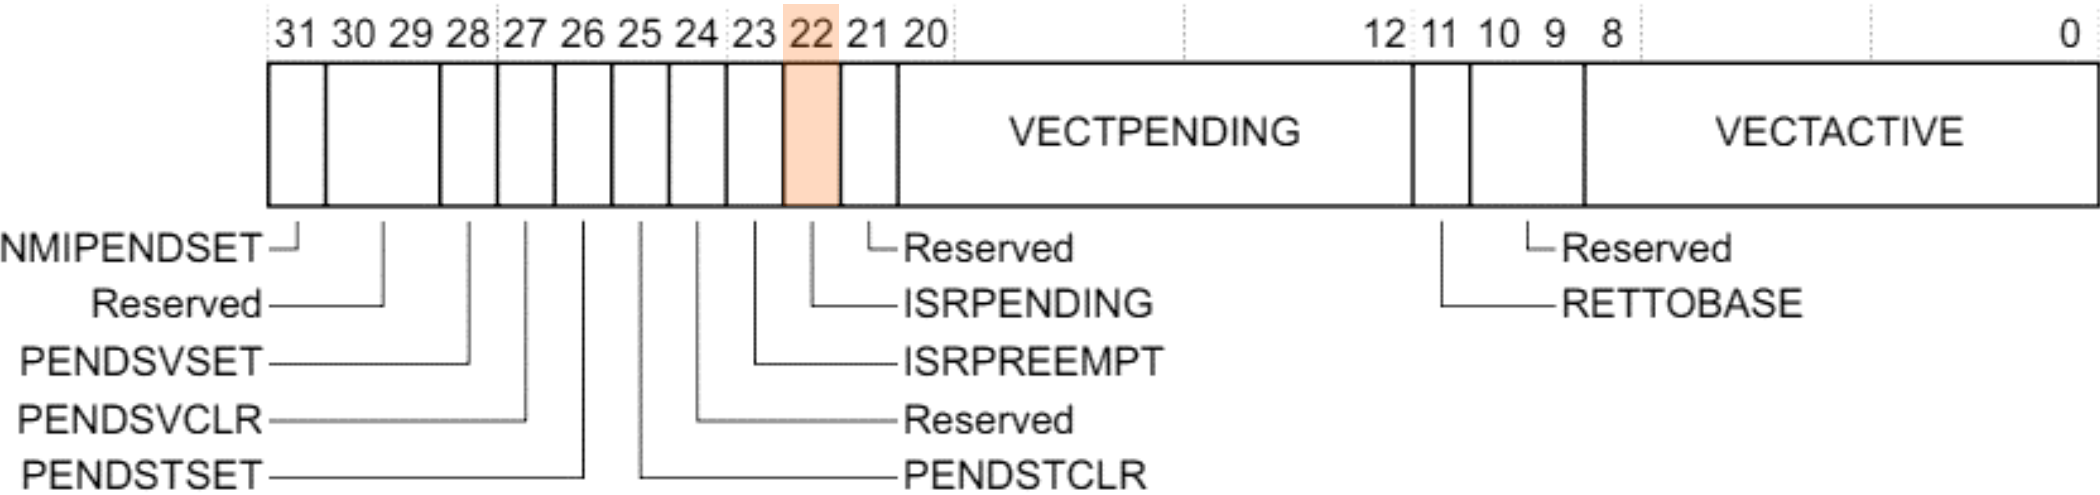 31 30 29 28 27 26 25 24 23 22 21 20 12 11 10 9 8 0
VECTPENDING VECTACTIVE
NMIPENDSET Reserved Reserved
Reserved ISRPENDING RETTOBASE
PENDSVSET ISRPREEMPT
PENDSVCLR Reserved
PENDSTSET PENDSTCLR